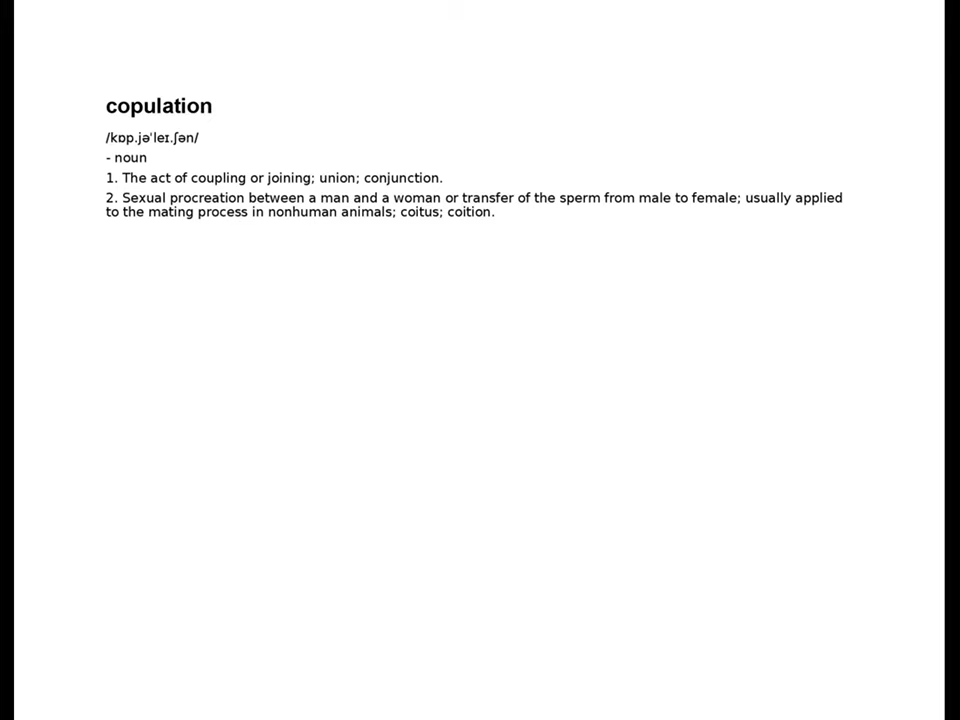 copulation
/kɒp.jəˈleɪ.ʃən/
- noun
1. The act of coupling or joining; union; conjunction.
2. Sexual procreation between a man and a woman or transfer of the sperm from male to female; usually applied
to the mating process in nonhuman animals; coitus; coition.